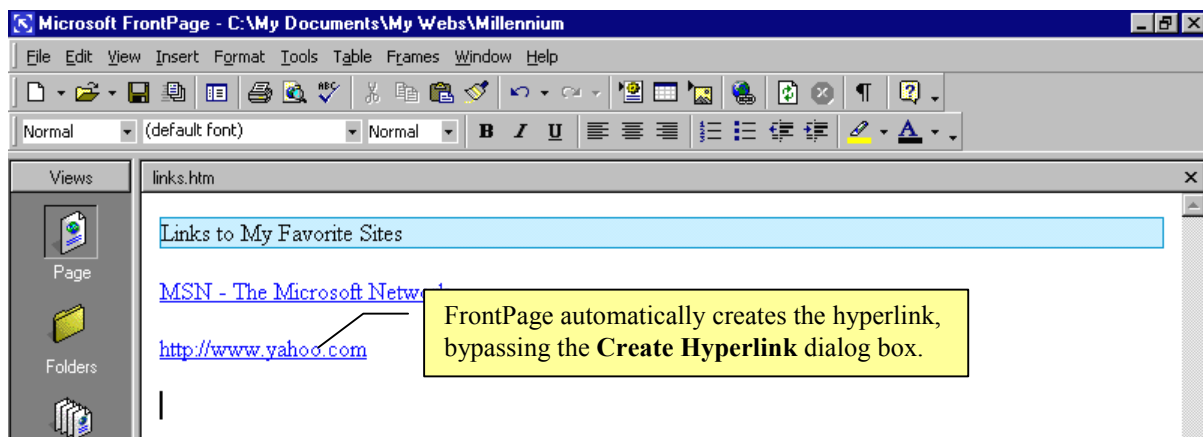 Microsoft FrontPage - C:\My Documents\My Webs\Millennium
File Edit View Insert Format Tools Table Frames Window Help
ABC
Normal (default font) Normal B I U A
Views links.htm
Links to My Favorite Sites
Page
MSN - The Microsoft Network
FrontPage automatically creates the hyperlink,
bypassing the Create Hyperlink dialog box.
http://www.yahoo.com
Folders